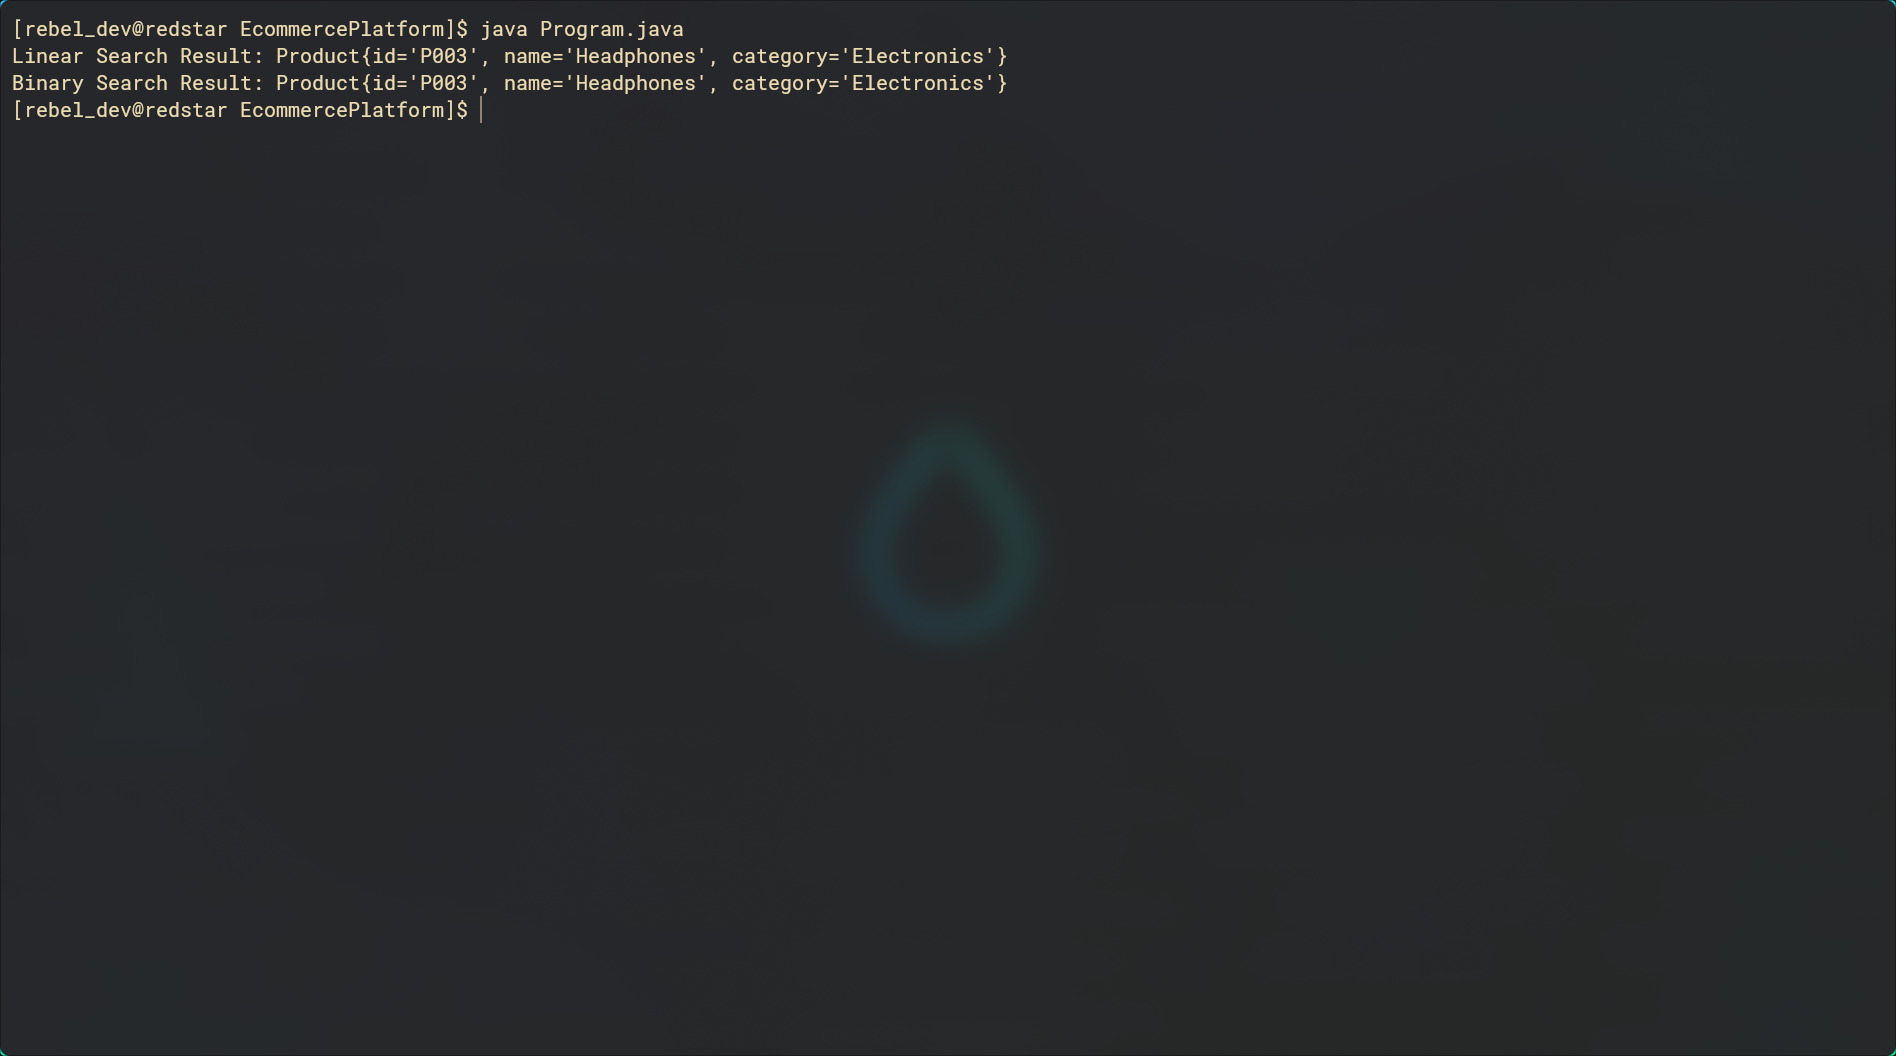 [rebel_dev@redstar EcommercePlatform]$ java Program.java
Linear Search Result: Product{id='P003', name='Headphones', category='Electronics'}
Binary Search Result: Product{id='P003', name='Headphones', category='Electronics'}
[rebel_dev@redstar EcommercePlatform]$